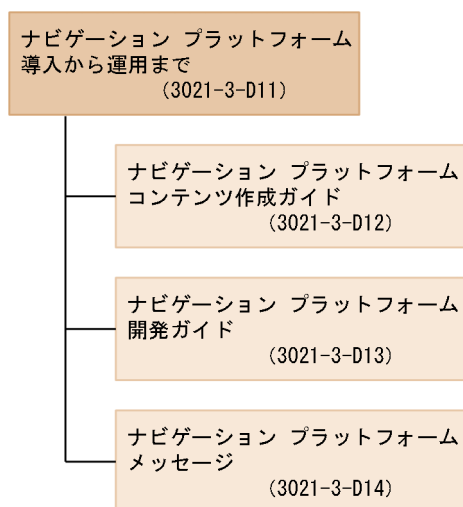 ナビゲーション プラットフォーム
導入から運用まで
(3021-3-D11)
ナビゲーション プラットフォーム
コンテンツ作成ガイド
(3021-3-D12)
ナビゲーション プラットフォーム
開発ガイド
(3021-3-D13)
ナビゲーション プラットフォーム
メッセージ
(3021-3-D14)